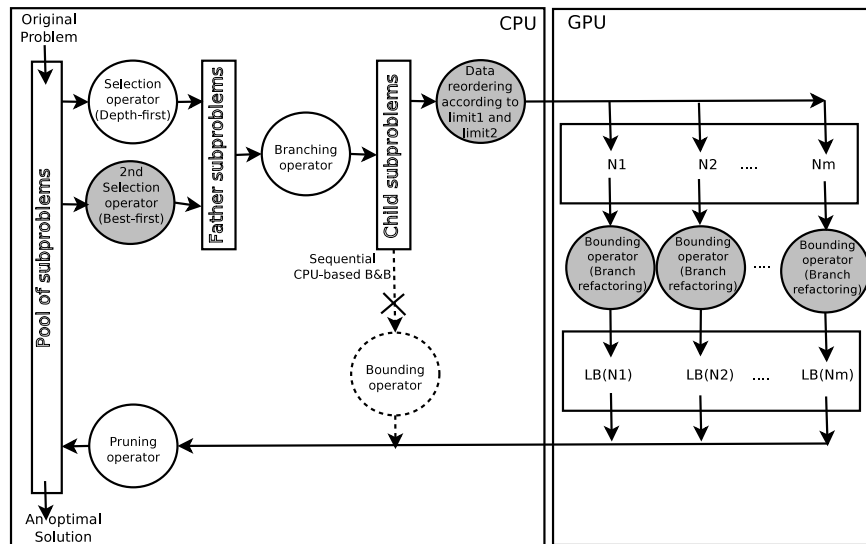 CPU
GPU
Original
Problem
Pool of subproblems
Selection
operator
(Depth-first)
2nd
Selection
operator
(Best-first)
Father subproblems
Branching
operator
Child subproblems
Data
reordering
according to
limit1 and
limit2
Sequential
CPU-based B&B
Bounding
operator
Pruning
operator
An optimal
Solution
N1
N2
....
Nm
Bounding
operator
(Branch
refactoring)
Bounding
operator
(Branch
refactoring)
....
Bounding
operator
(Branch
refactoring)
LB(N1)
LB(N2)
....
LB(Nm)